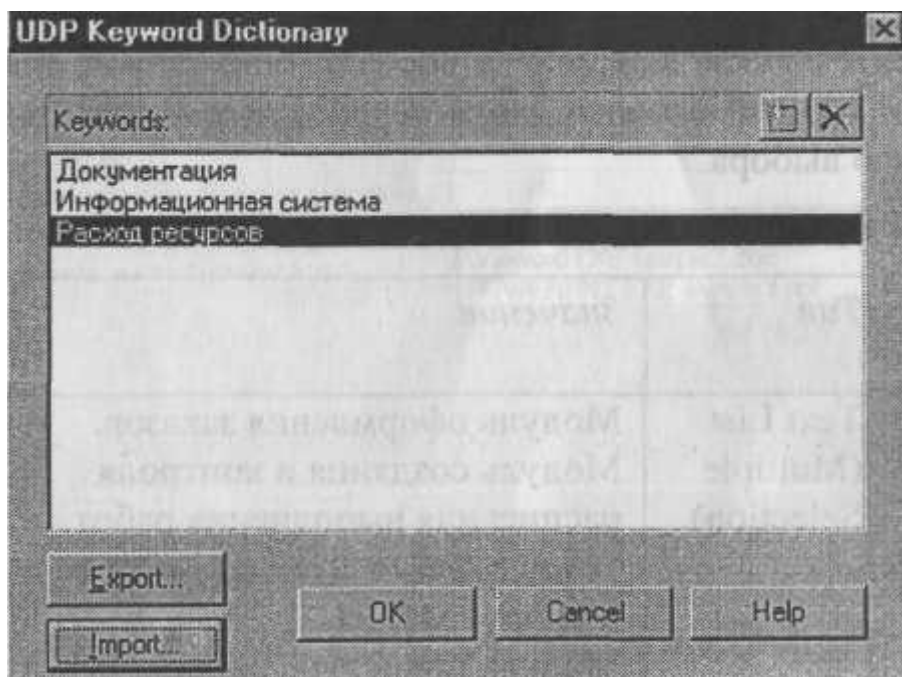 UDP Keyword Dictionary
Keywords:
Документация
Информационная система
Расход ресурсов
Export...
Import...
OK
Cancel
Help